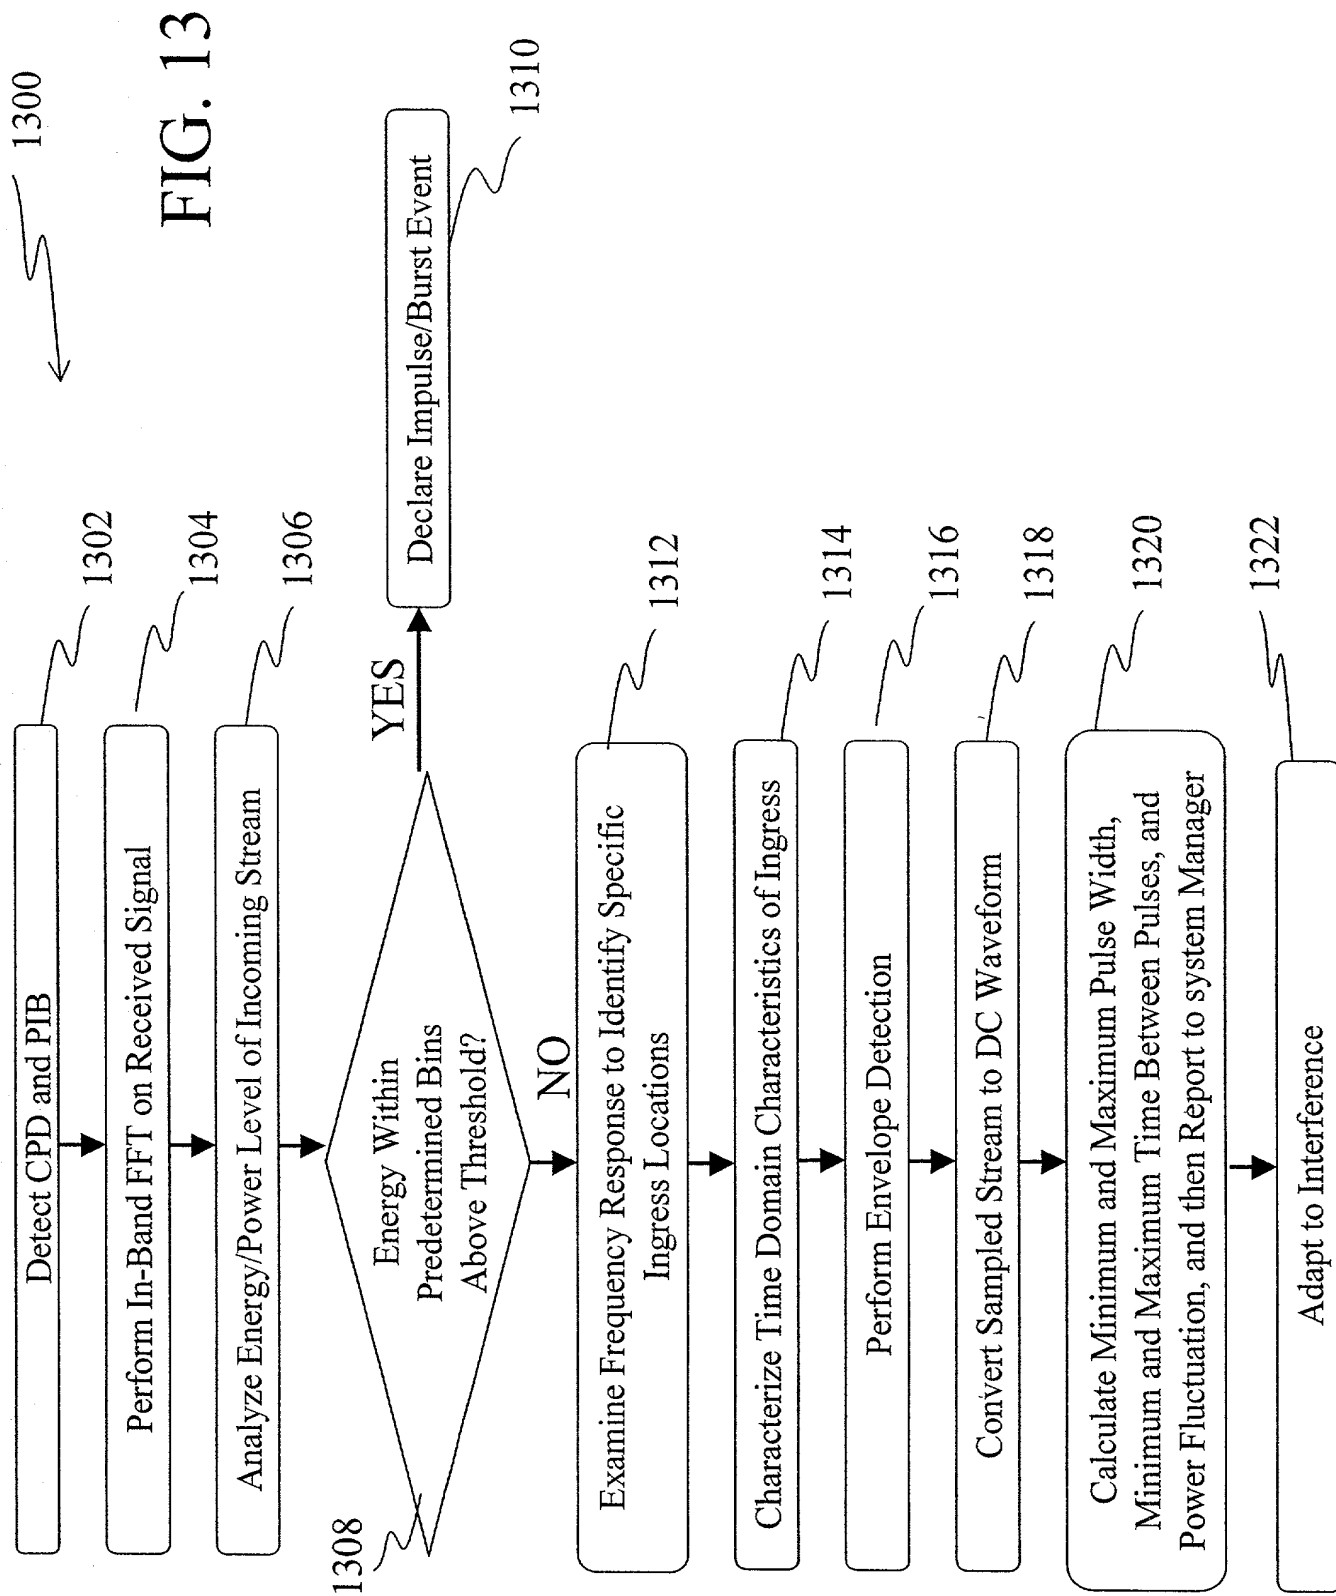 FIG. 13
1300
Detect CPD and PIB
1302
Perform In-Band FFT on Received Signal
1304
Analyze Energy/Power Level of Incoming Stream
1306
Energy Within
Predetermined Bins
Above Threshold?
1308
YES
Declare Impulse/Burst Event
1310
NO
Examine Frequency Response to Identify Specific
Ingress Locations
1312
Characterize Time Domain Characteristics of Ingress
1314
Perform Envelope Detection
1316
Convert Sampled Stream to DC Waveform
1318
Calculate Minimum and Maximum Pulse Width,
Minimum and Maximum Time Between Pulses, and
Power Fluctuation, and then Report to system Manager
1320
Adapt to Interference
1322